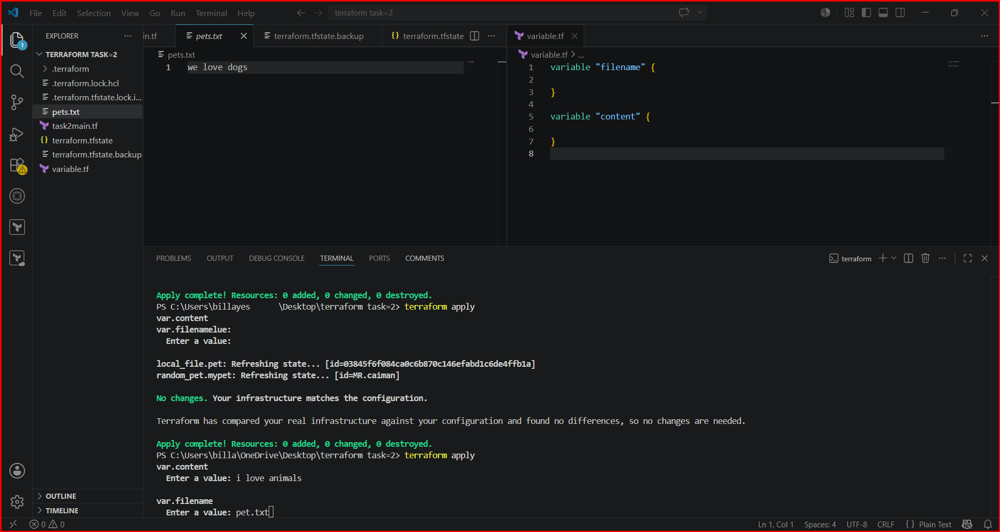 File Edit Selection View Go Run Terminal Help
terraform task=2
EXPLORER
TERRAFORM TASK=2
.terraform
.terraform.lock.hcl
.terraform.tfstate.lock.i...
pets.txt
task2main.tf
terraform.tfstate
terraform.tfstate.backup
variable.tf
OUTLINE
TIMELINE
in.tf
pets.txt
terraform.tfstate.backup
{} terraform.tfstate
pets.txt
1 we love dogs
variable.tf
variable.tf > ...
1 variable "filename" {
2
3 }
4
5 variable "content" {
6
7 }
8
PROBLEMS OUTPUT DEBUG CONSOLE TERMINAL PORTS COMMENTS
terraform
Apply complete! Resources: 0 added, 0 changed, 0 destroyed.
PS C:\Users\billayes \Desktop\terraform task=2> terraform apply
var.content
var.filenamelue:
Enter a value:
local_file.pet: Refreshing state... [id=03845f6f084ca0c6b870c146efabd1c6de4ffb1a]
random_pet.mypet: Refreshing state... [id=MR.caiman]
No changes. Your infrastructure matches the configuration.
Terraform has compared your real infrastructure against your configuration and found no differences, so no changes are needed.
Apply complete! Resources: 0 added, 0 changed, 0 destroyed.
PS C:\Users\billa\OneDrive\Desktop\terraform task=2> terraform apply
var.content
Enter a value: i love animals
var.filename
Enter a value: pet.txt
0 0
Ln 1, Col 1 Spaces: 4 UTF-8 CRLF {} Plain Text
1